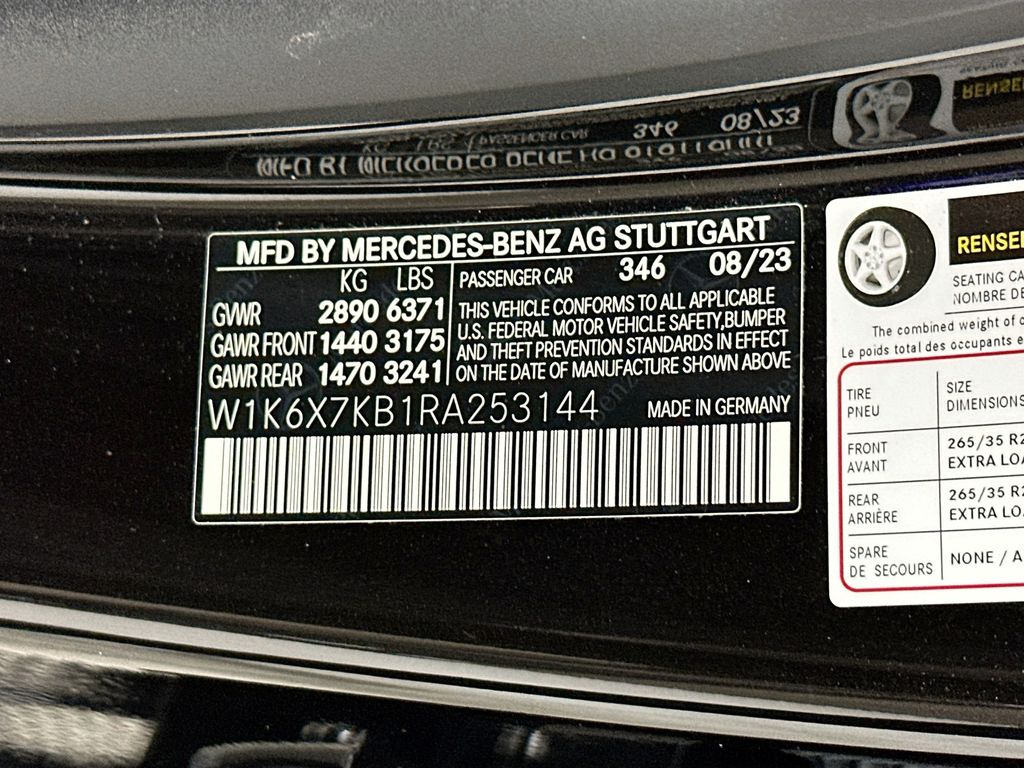 MFD BY MERCEDES-BENZ AG STUTTGART
KG LBS
GVWR 2890 6371
GAWR FRONT 1440 3175
GAWR REAR 1470 3241
PASSENGER CAR 346 08/23
THIS VEHICLE CONFORMS TO ALL APPLICABLE
U.S. FEDERAL MOTOR VEHICLE SAFETY,BUMPER
AND THEFT PREVENTION STANDARDS IN EFFECT
ON THE DATE OF MANUFACTURE SHOWN ABOVE
W1K6X7KB1RA253144 MADE IN GERMANY
SEATING
NOMBRE DE
The combined weight of
Le poids total des occupants
TIRE SIZE
PNEU DIMENSIONS
FRONT 265/35
AVANT EXTRA
REAR 265/35
ARRIÈRE EXTRA
SPARE NONE /
DE SECOURS